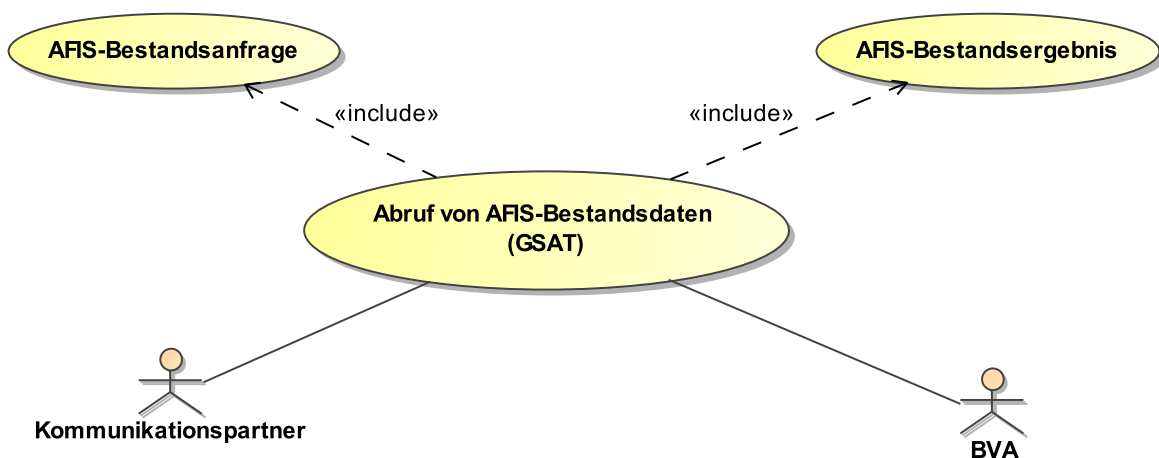 AFIS-Bestandsanfrage
AFIS-Bestandsergebnis
«include»
«include»
Abruf von AFIS-Bestandsdaten
(GSAT)
Kommunikationspartner
BVA